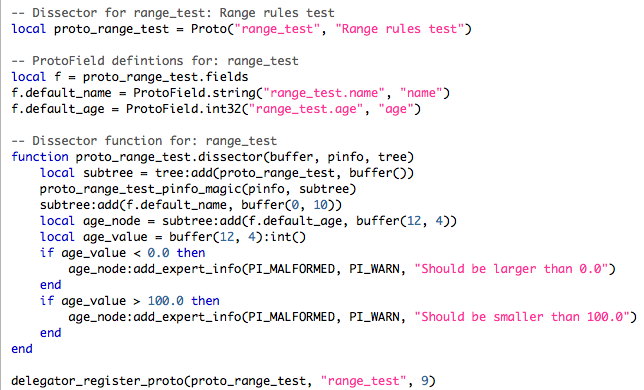 -- Dissector for range_test: Range rules test
local proto_range_test = Proto("range_test", "Range rules test")

-- ProtoField defintions for: range_test
local f = proto_range_test.fields
f.default_name = ProtoField.string("range_test.name", "name")
f.default_age = ProtoField.int32("range_test.age", "age")

-- Dissector function for: range_test
function proto_range_test.dissector(buffer, pinfo, tree)
    local subtree = tree:add(proto_range_test, buffer())
    proto_range_test_pinfo_magic(pinfo, subtree)
    subtree:add(f.default_name, buffer(0, 10))
    local age_node = subtree:add(f.default_age, buffer(12, 4))
    local age_value = buffer(12, 4):int()
    if age_value < 0.0 then
        age_node:add_expert_info(PI_MALFORMED, PI_WARN, "Should be larger than 0.0")
    end
    if age_value > 100.0 then
        age_node:add_expert_info(PI_MALFORMED, PI_WARN, "Should be smaller than 100.0")
    end
end

delegator_register_proto(proto_range_test, "range_test", 9)